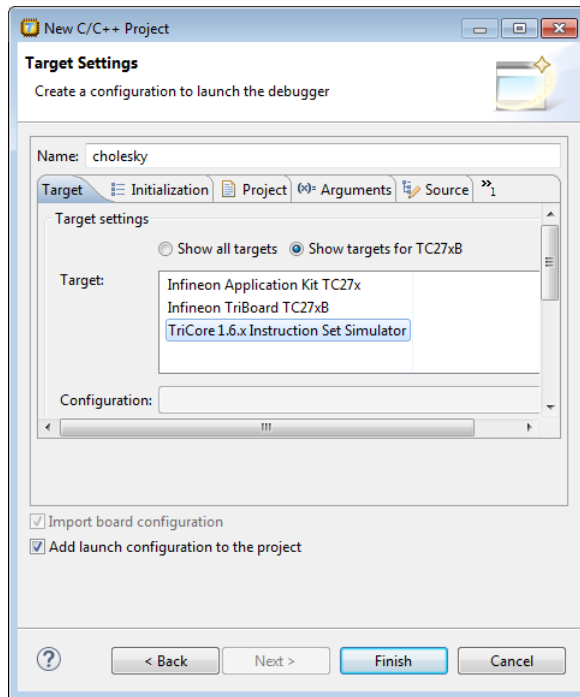 New C/C++ Project
Target Settings
Create a configuration to launch the debugger
Name: cholesky
Target Initialization Project (x)= Arguments Source »1
Target settings
Show all targets Show targets for TC27xB
Target:
Infineon Application Kit TC27x
Infineon TriBoard TC27xB
TriCore 1.6.x Instruction Set Simulator
Configuration:
Import board configuration
Add launch configuration to the project
? < Back Next > Finish Cancel